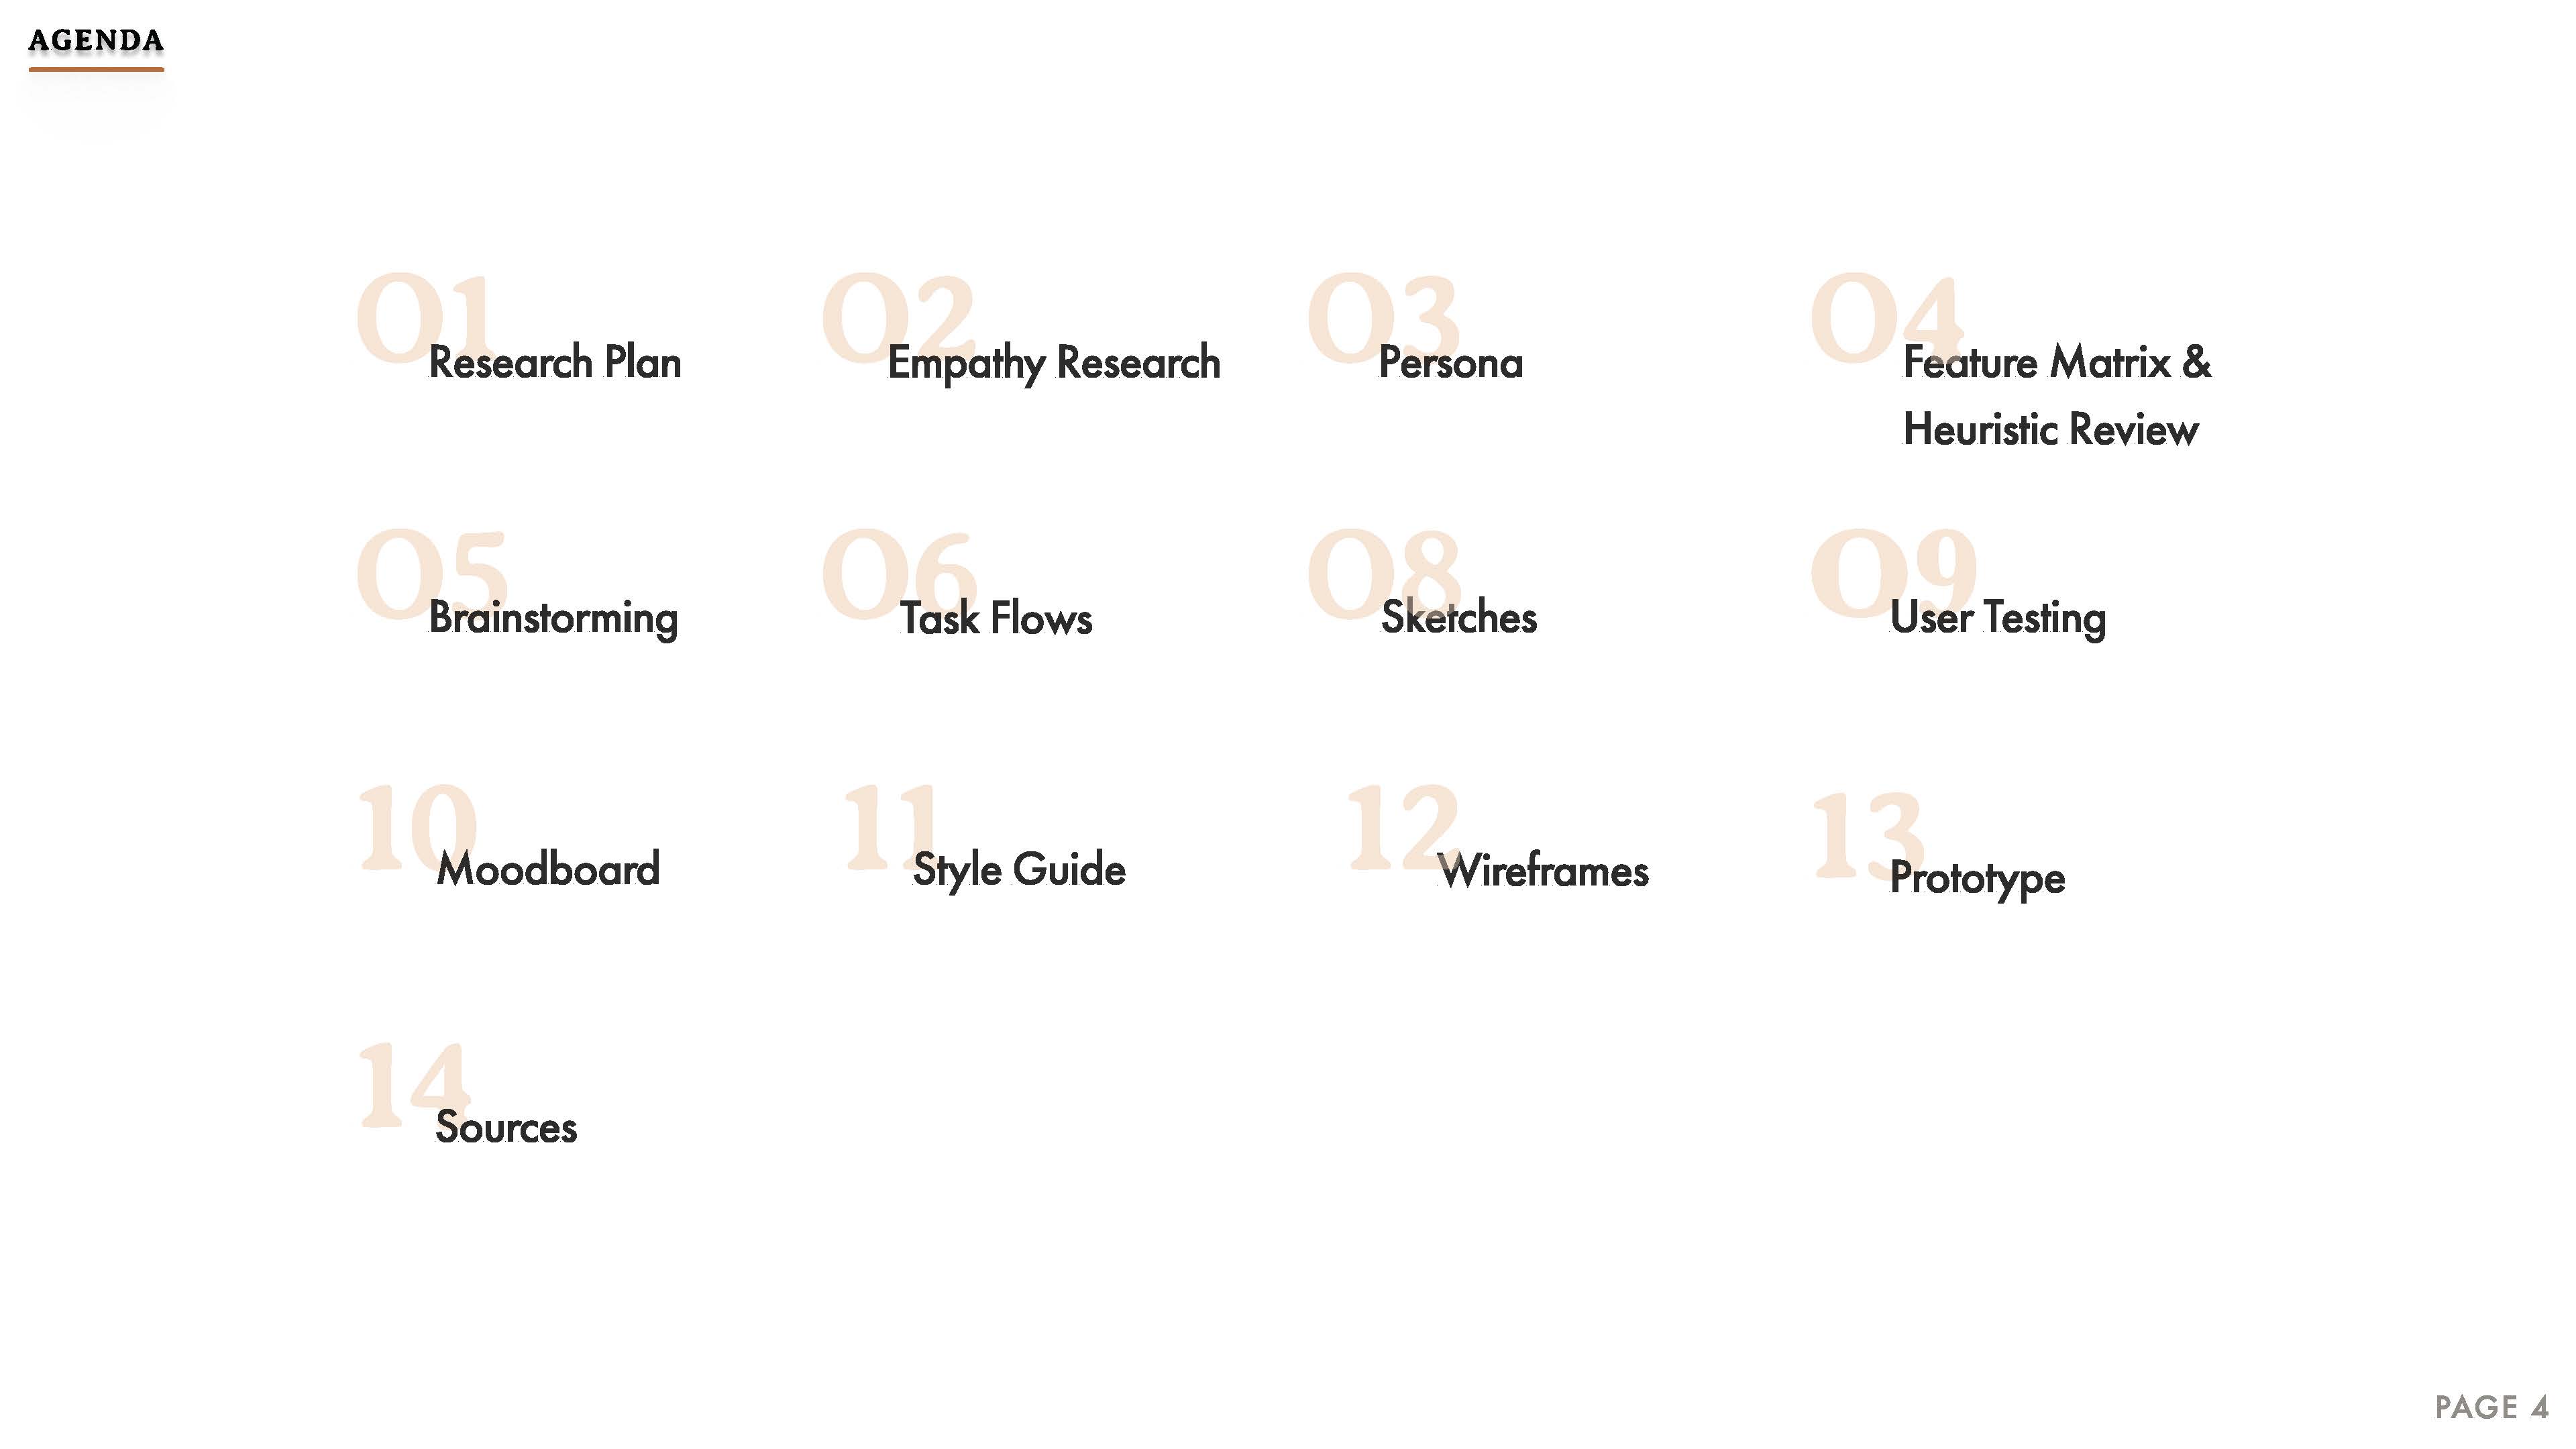 AGENDA
01
Research Plan
02
Empathy Research
03
Persona
04
Feature Matrix &
Heuristic Review
05
Brainstorming
06
Task Flows
08
Sketches
09
User Testing
10
Moodboard
11
Style Guide
12
Wireframes
13
Prototype
14
Sources
PAGE 4